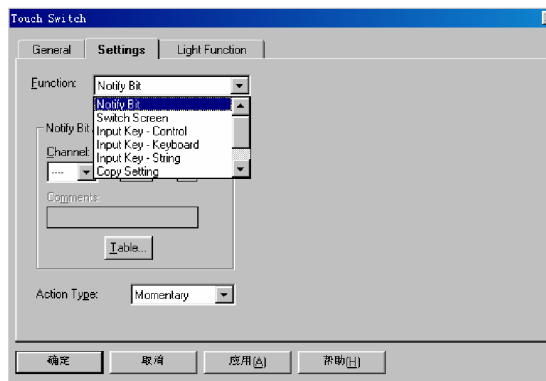 Touch Switch
General Settings Light Function
Function: Notify Bit
Notify Bit
Switch Screen
Notify Bit Input Key - Control
Input Key - Keyboard
Channel: Input Key - String
---- Copy Setting
Comments:
Table...
Action Type: Momentary
确定 取消 应用(A) 帮助(H)